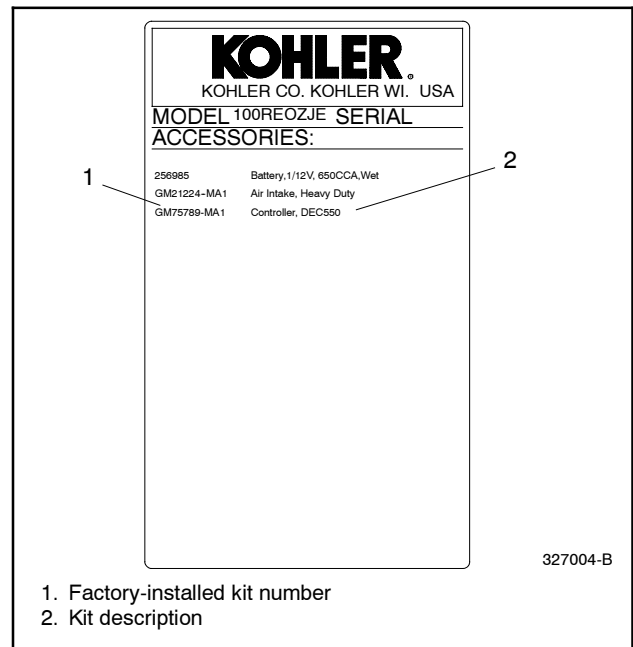 KOHLER®
KOHLER CO. KOHLER WI. USA
MODEL 100REOZJE SERIAL
ACCESSORIES:
256985 Battery,1/12V, 650CCA,Wet
GM21224-MA1 Air Intake, Heavy Duty
GM75789-MA1 Controller, DEC550
1
2
327004-B
1. Factory-installed kit number
2. Kit description